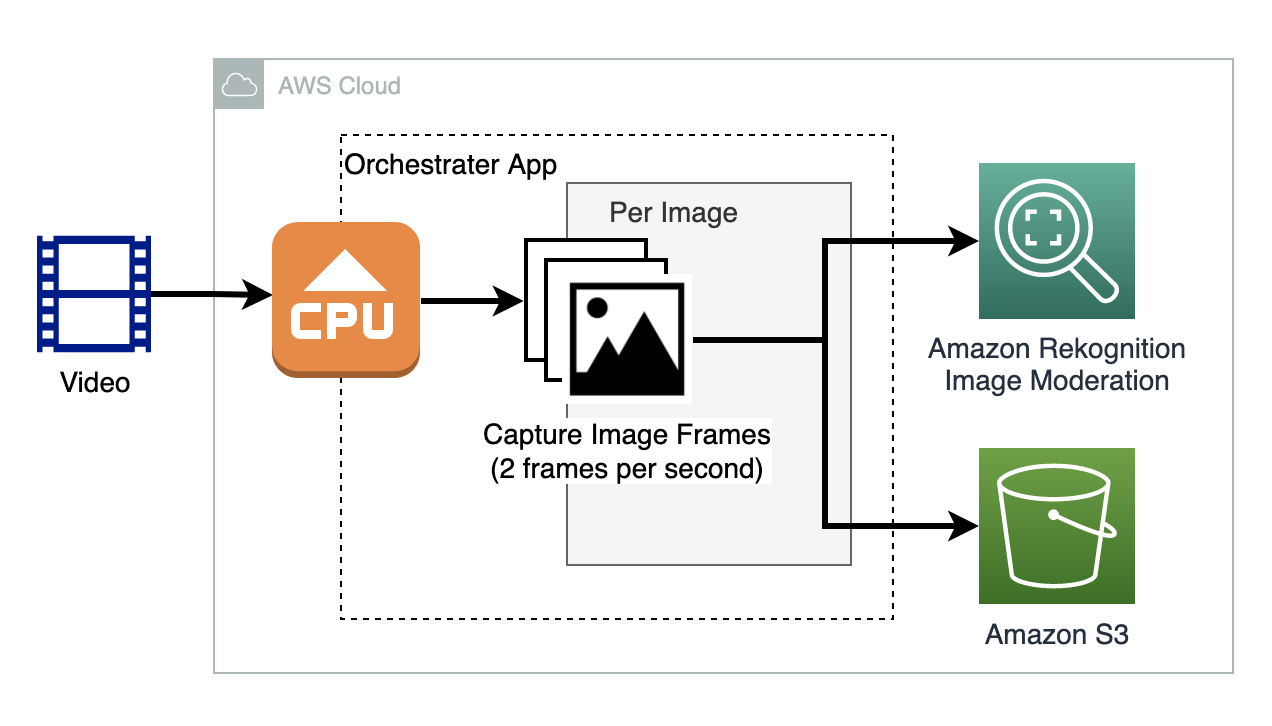 AWS Cloud
Orchestrater App
Per Image
CPU
Video
Capture Image Frames
(2 frames per second)
Amazon Rekognition
Image Moderation
Amazon S3